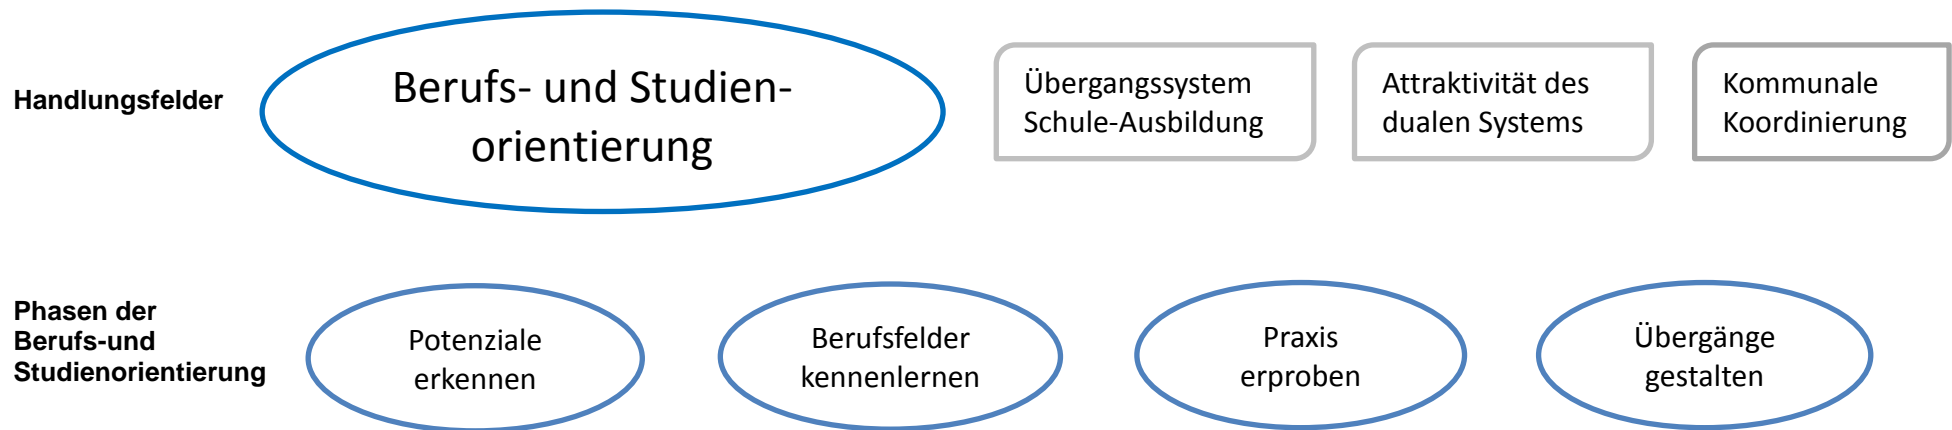 Handlungsfelder
Berufs- und Studien-
orientierung
Übergangssystem
Schule-Ausbildung
Attraktivität des
dualen Systems
Kommunale
Koordinierung
Phasen der
Berufs-und
Studienorientierung
Potenziale
erkennen
Berufsfelder
kennenlernen
Praxis
erproben
Übergänge
gestalten